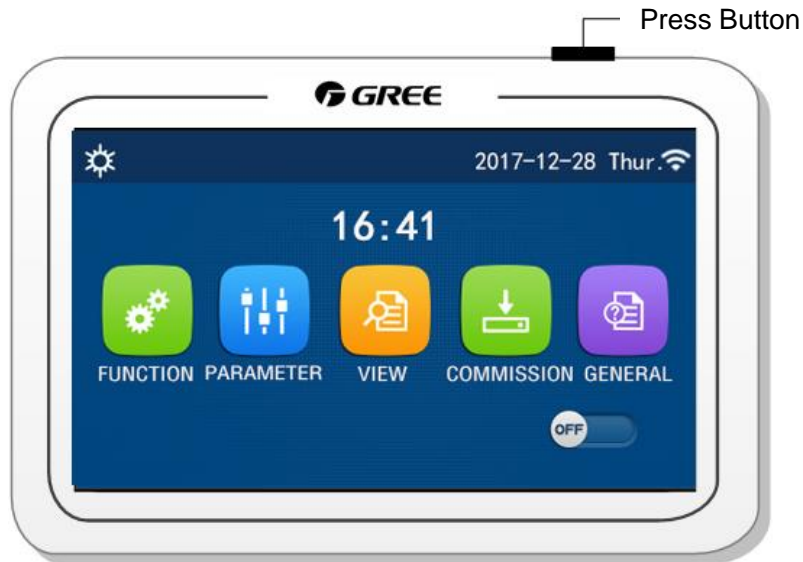 Press Button
GREE
2017-12-28 Thur.
16:41
FUNCTION PARAMETER VIEW COMMISSION GENERAL
OFF